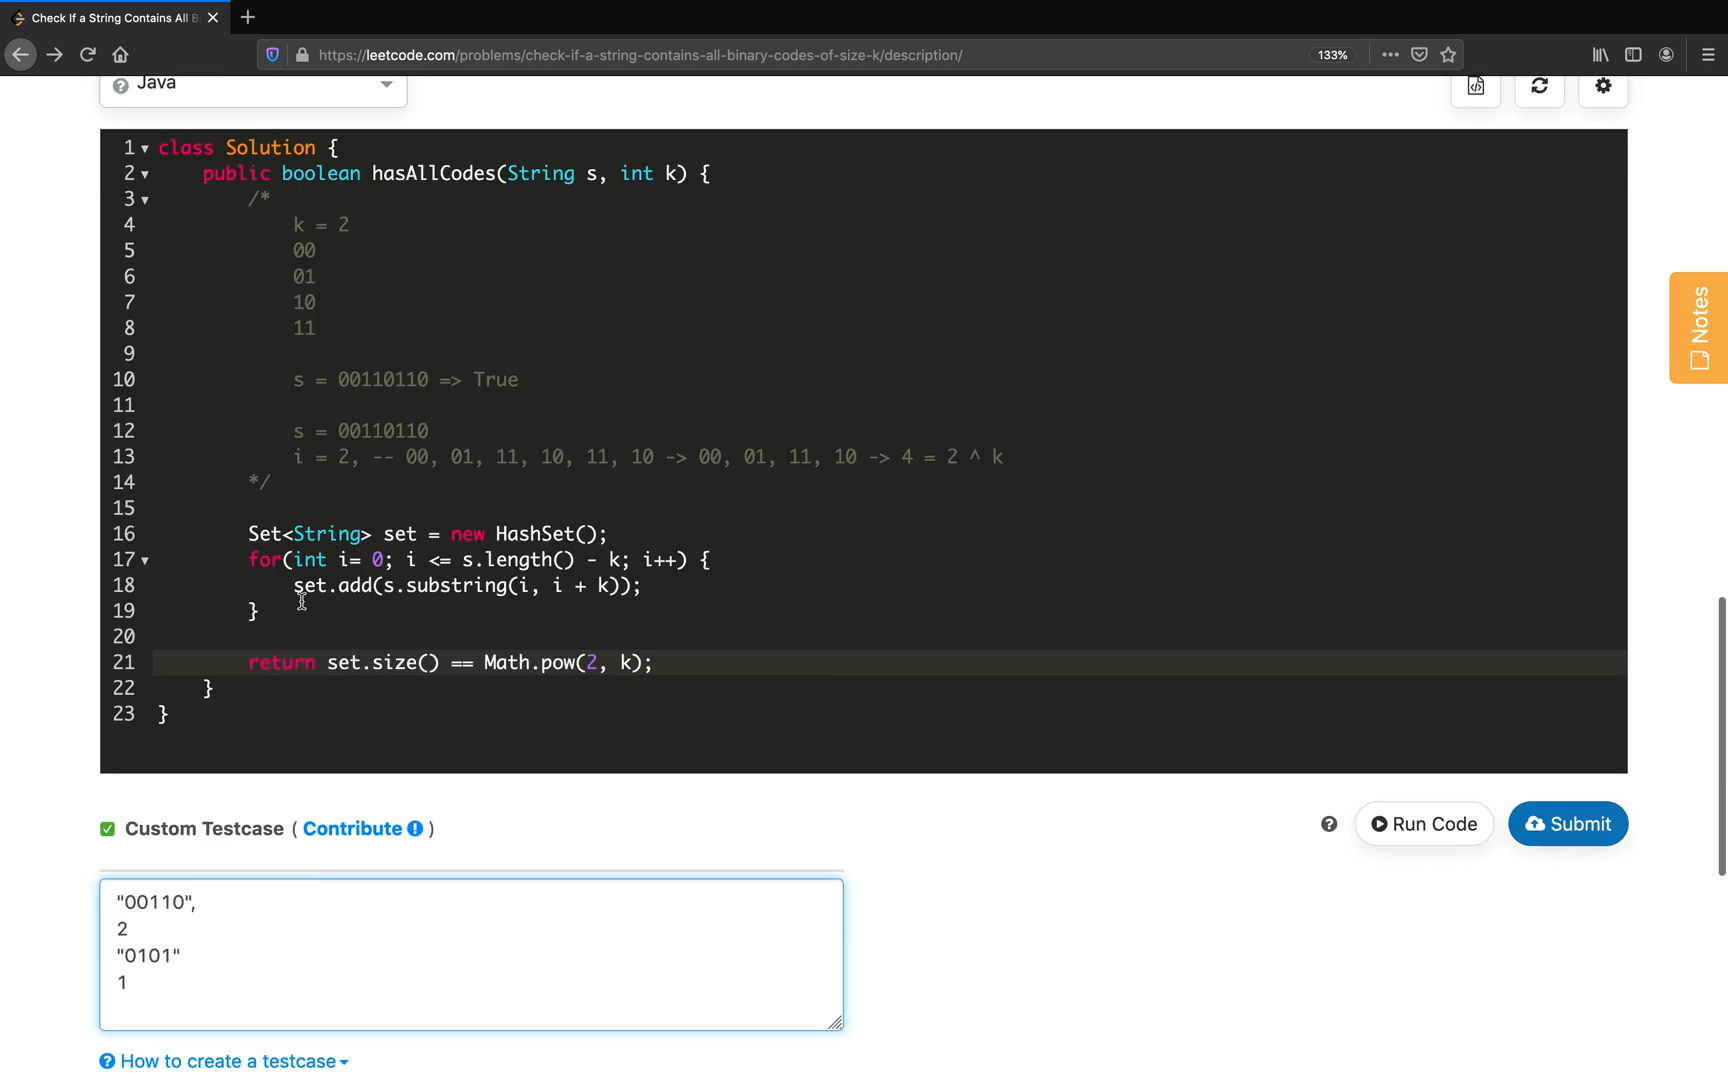 Check If a String Contains All B
https://leetcode.com/problems/check-if-a-string-contains-all-binary-codes-of-size-k/description/
133%
Java
1 class Solution {
2 public boolean hasAllCodes(String s, int k) {
3 /*
4 k = 2
5 00
6 01
7 10
8 11
9
10 s = 00110110 => True
11
12 s = 00110110
13 i = 2, -- 00, 01, 11, 10, 11, 10 -> 00, 01, 11, 10 -> 4 = 2 ^ k
14 */
15
16 Set<String> set = new HashSet();
17 for(int i= 0; i <= s.length() - k; i++) {
18 set.add(s.substring(i, i + k));
19 }
20
21 return set.size() == Math.pow(2, k);
22 }
23 }
Notes
Custom Testcase ( Contribute )
Run Code
Submit
"00110",
2
"0101"
1
How to create a testcase